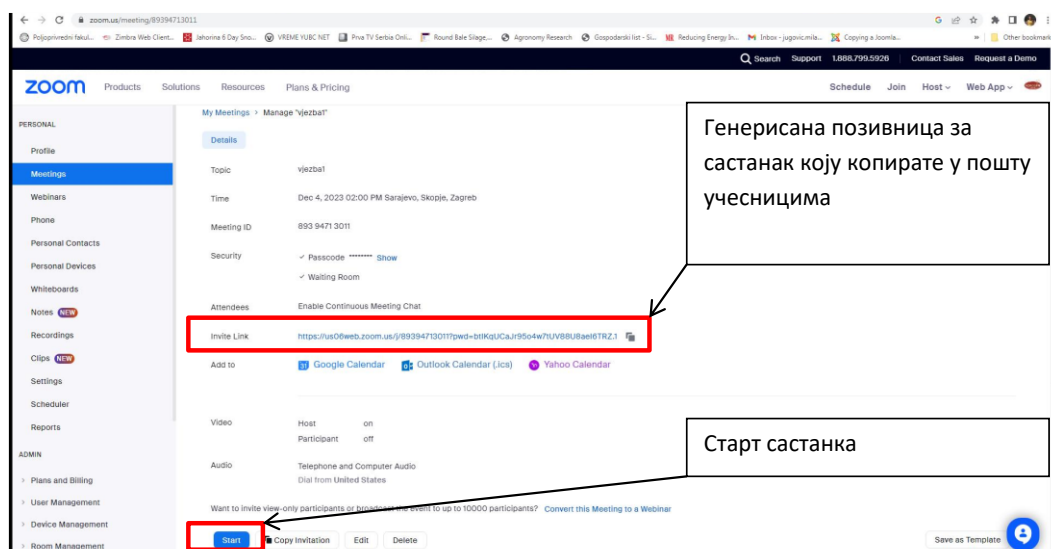 zoom.us/meeting/89394713011
Poljoprivredni fakul... Zimbra Web Client... Jahorina 6 Day Sno... VREME YUBC NET Prva TV Serbia Onli... Round Bale Silage,... Agronomy Research Gospodarski list - Si... Reducing Energy In... Inbox - jugovic.mila... Copying a Joomla... » Other bookmark
Search Support 1.888.799.5926 Contact Sales Request a Demo
zoom Products Solutions Resources Plans & Pricing Schedule Join Host Web App
My Meetings > Manage "vjezba1"
PERSONAL
Profile
Meetings
Webinars
Phone
Personal Contacts
Personal Devices
Whiteboards
Notes NEW
Recordings
Clips NEW
Settings
Scheduler
Reports
ADMIN
Plans and Billing
User Management
Device Management
Room Management
Details
Topic vjezba1
Time Dec 4, 2023 02:00 PM Sarajevo, Skopje, Zagreb
Meeting ID 893 9471 3011
Security ✓ Passcode ******** Show
✓ Waiting Room
Attendees Enable Continuous Meeting Chat
Invite Link
Add to Google Calendar Outlook Calendar (.ics) Yahoo Calendar
Video Host on
Participant off
Audio Telephone and Computer Audio
Dial from United States
Want to invite view-only participants or broadcast the event to up to 10000 participants? Convert this Meeting to a Webinar
Start Copy Invitation Edit Delete Save as Template
Генерисана позивница за
састанак коју копирате у пошту
учесницима
Старт састанка